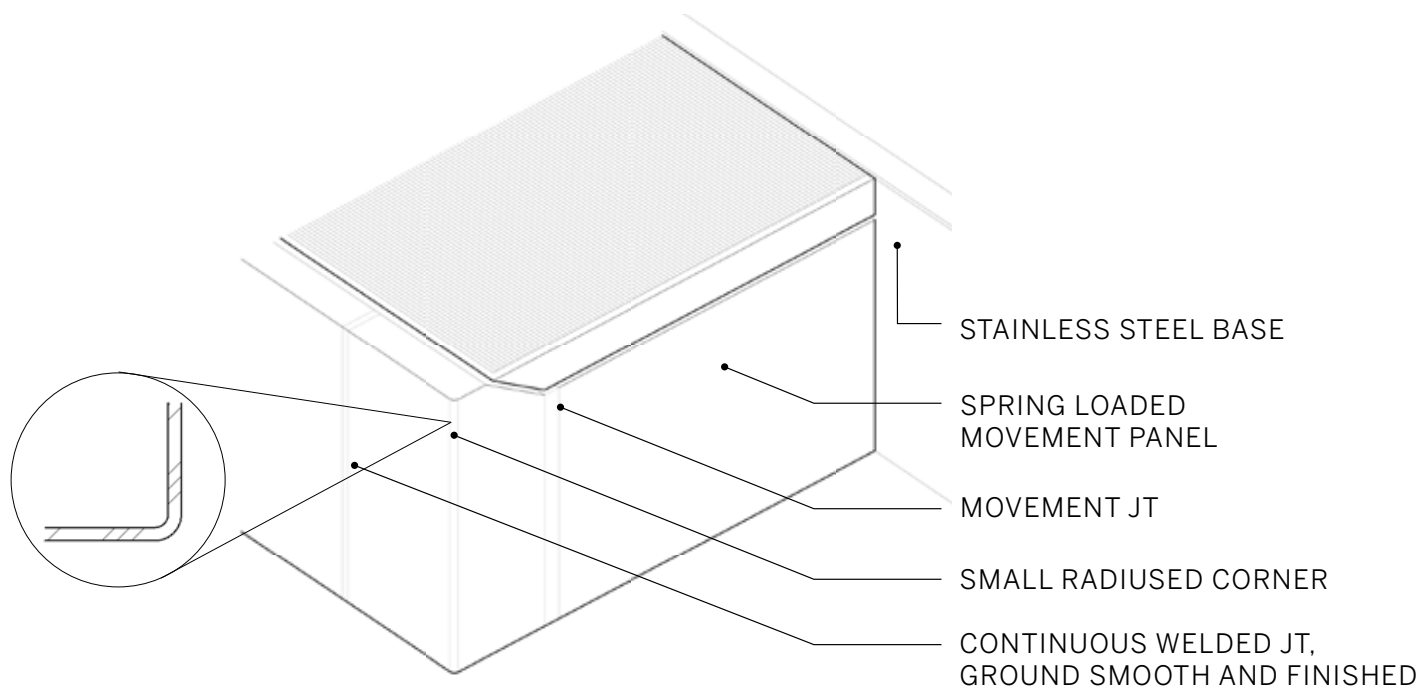 STAINLESS STEEL BASE
SPRING LOADED
MOVEMENT PANEL
MOVEMENT JT
SMALL RADIUSED CORNER
CONTINUOUS WELDED JT,
GROUND SMOOTH AND FINISHED